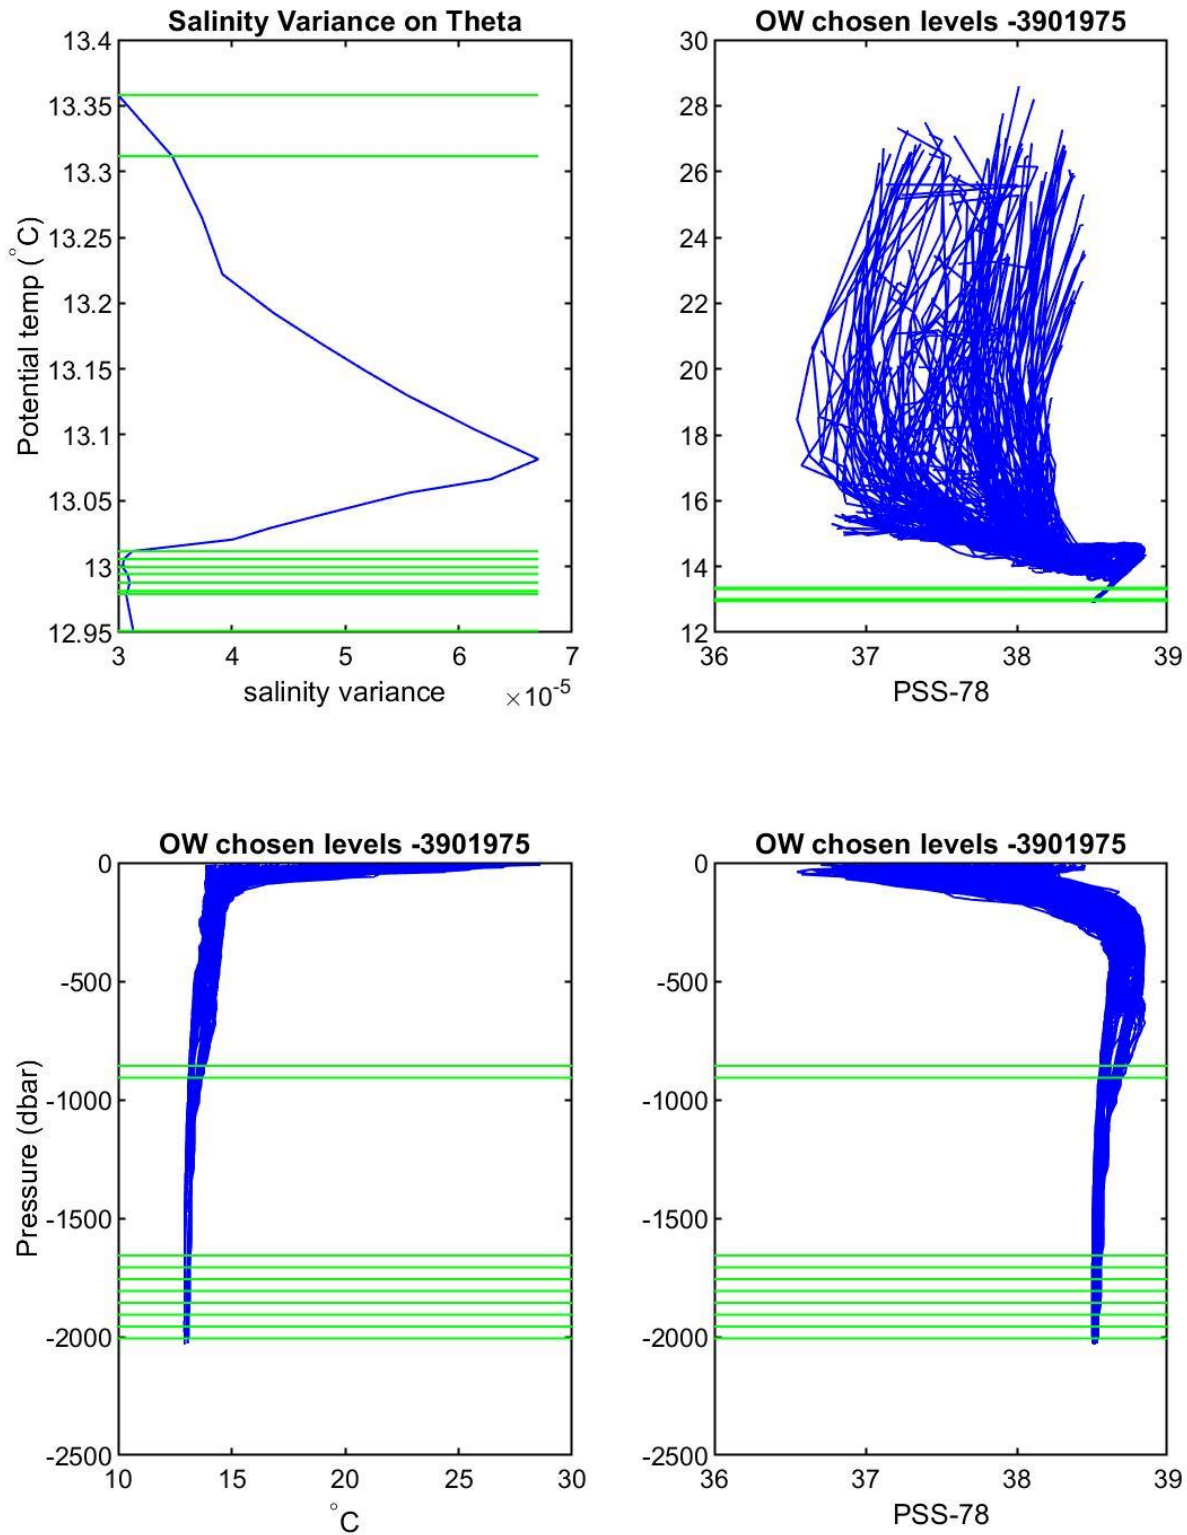 Salinity Variance on Theta
13.4
13.35
13.3
13.25
13.2
13.15
13.1
13.05
13
12.95
Potential temp (°C)
3 4 5 6 7
salinity variance
×10-5
OW chosen levels -3901975
30
28
26
24
22
20
18
16
14
12
36 37 38 39
PSS-78
OW chosen levels -3901975
0
-500
-1000
-1500
-2000
-2500
Pressure (dbar)
10 15 20 25 30
°C
OW chosen levels -3901975
0
-500
-1000
-1500
-2000
-2500
36 37 38 39
PSS-78